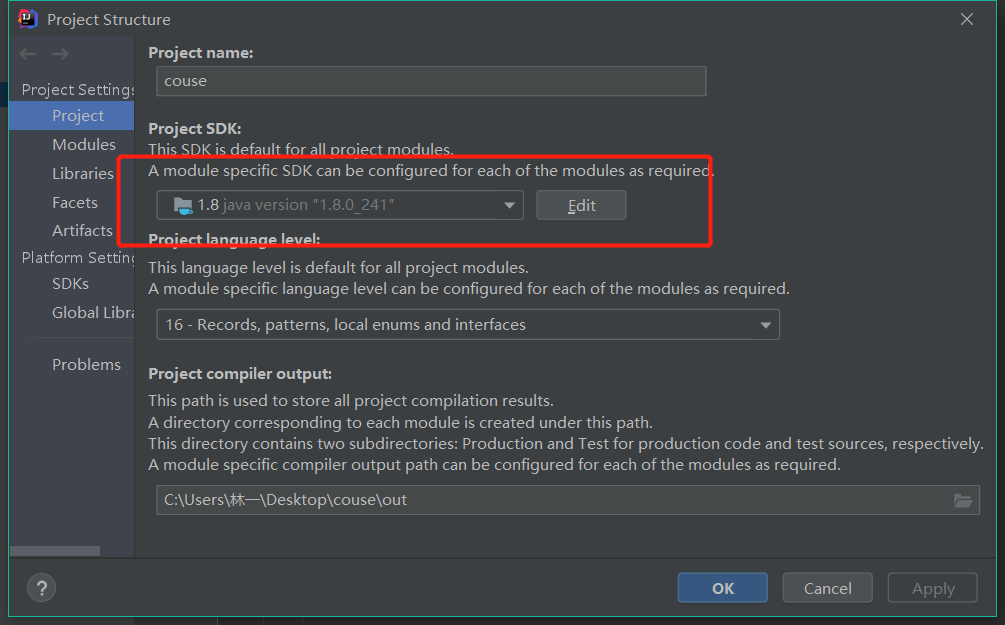 Project Structure
Project Settings
Project
Modules
Libraries
Facets
Artifacts
Platform Setting
SDKs
Global Libra
Problems
Project name:
couse
Project SDK:
This SDK is default for all project modules.
A module specific SDK can be configured for each of the modules as required.
1.8 java version "1.8.0_241"
Edit
Project language level:
This language level is default for all project modules.
A module specific language level can be configured for each of the modules as required.
16 - Records, patterns, local enums and interfaces
Project compiler output:
This path is used to store all project compilation results.
A directory corresponding to each module is created under this path.
This directory contains two subdirectories: Production and Test for production code and test sources, respectively.
A module specific compiler output path can be configured for each of the modules as required.
C:\Users\林一\Desktop\couse\out
?
OK
Cancel
Apply